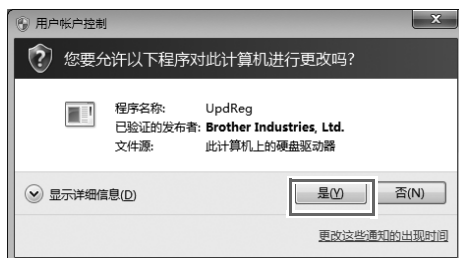 用户帐户控制
您要允许以下程序对此计算机进行更改吗?
程序名称: UpdReg
已验证的发布者: Brother Industries, Ltd.
文件源: 此计算机上的硬盘驱动器
显示详细信息(D) 是(Y) 否(N)
更改这些通知的出现时间